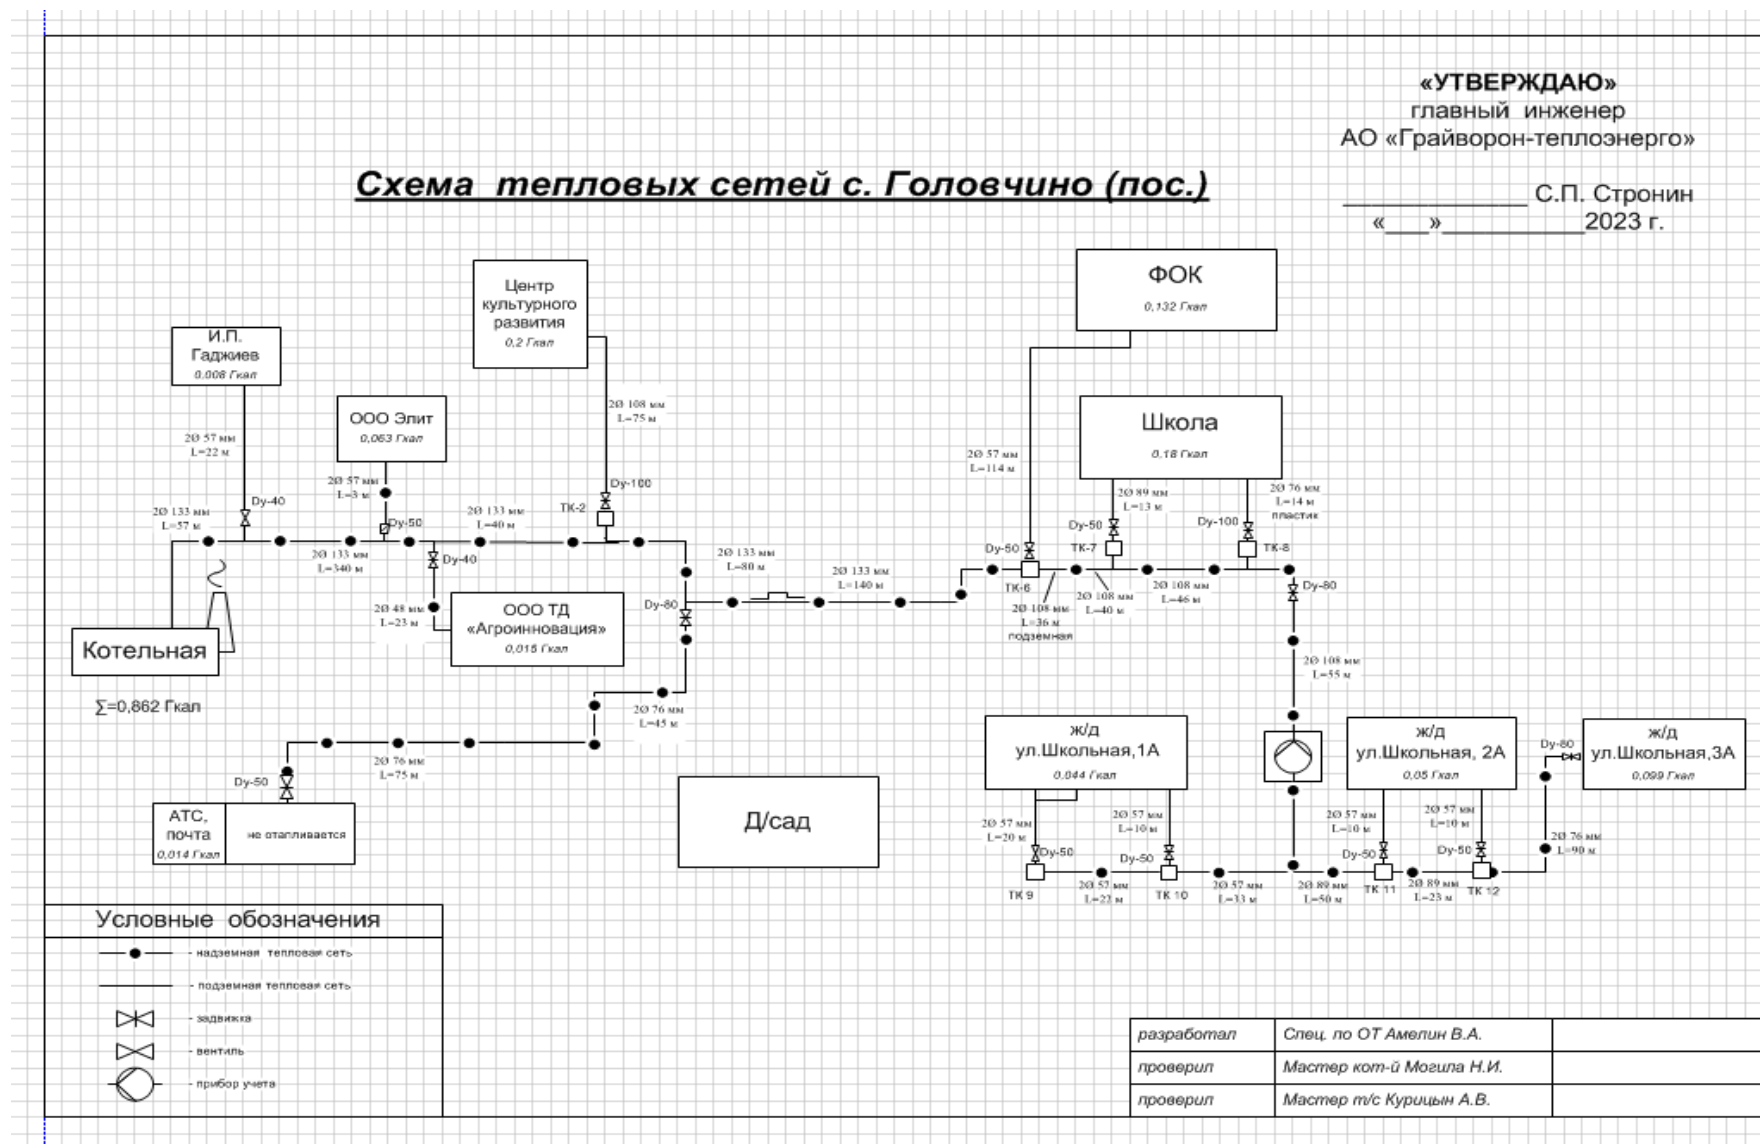 «УТВЕРЖДАЮ»
главный инженер
АО «Грайворон-теплоэнерго»
С.П. Стронин
«___»__________2023 г.
Схема тепловых сетей с. Головчино (пос.)
И.П.
Гаджиев
0.008 Гкал
ООО Элит
0,063 Гкал
Центр
культурного
развития
0,2 Гкал
ФОК
0,132 Гкал
Школа
0,18 Гкал
2Ø 57 мм
L=22 м
Dy-40
2Ø 133 мм
L=57 м
2Ø 57 мм
L=3 м
Dy-50
2Ø 133 мм
L=340 м
2Ø 133 мм
L=40 м
2Ø 108 мм
L=75 м
Dy-100
ТК-2
Dy-40
2Ø 48 мм
L=23 м
ООО ТД
«Агроинновация»
0,015 Гкал
Dy-80
2Ø 133 мм
L=80 м
2Ø 133 мм
L=140 м
2Ø 57 мм
L=114 м
Dy-50
ТК-6
2Ø 108 мм
L=36 м
подземная
2Ø 89 мм
L=13 м
Dy-50
ТК-7
2Ø 108 мм
L=40 м
2Ø 108 мм
L=46 м
2Ø 76 мм
L=14 м
пластик
Dy-100
ТК-8
Dy-80
2Ø 108 мм
L=55 м
Котельная
∑=0,862 Гкал
2Ø 76 мм
L=45 м
2Ø 76 мм
L=75 м
Dy-50
АТС,
почта
0,014 Гкал
не отапливается
Д/сад
ж/д
ул.Школьная,1А
0.044 Гкал
ж/д
ул.Школьная, 2А
0,05 Гкал
ж/д
ул.Школьная,3А
0,099 Гкал
Dy-80
2Ø 57 мм
L=20 м
Dy-50
2Ø 57 мм
L=10 м
Dy-50
2Ø 57 мм
L=10 м
Dy-50
2Ø 57 мм
L=10 м
Dy-50
2Ø 76 мм
L=90 м
ТК 9
2Ø 57 мм
L=22 м
ТК 10
2Ø 57 мм
L=33 м
2Ø 89 мм
L=50 м
ТК 11
2Ø 89 мм
L=23 м
ТК 12
Условные обозначения
- надземная тепловая сеть
- подземная тепловая сеть
- задвижка
- вентиль
- прибор учета
разработал Спец. по ОТ Амелин В.А.
проверил Мастер кот-й Могила Н.И.
проверил Мастер т/с Курицын А.В.